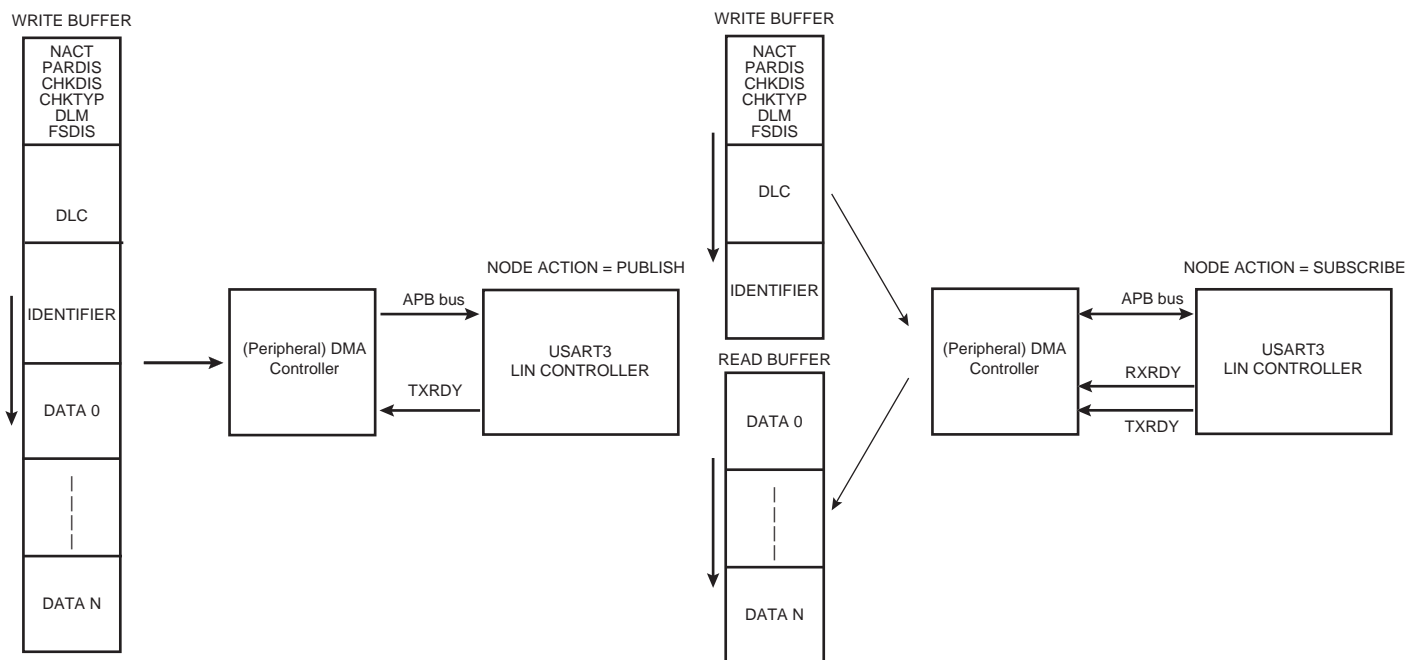 WRITE BUFFER
NACT
PARDIS
CHKDIS
CHKTYP
DLM
FSDIS
DLC
IDENTIFIER
DATA 0
DATA N
(Peripheral) DMA
Controller
APB bus
TXRDY
NODE ACTION = PUBLISH
USART3
LIN CONTROLLER
WRITE BUFFER
NACT
PARDIS
CHKDIS
CHKTYP
DLM
FSDIS
DLC
IDENTIFIER
READ BUFFER
DATA 0
DATA N
(Peripheral) DMA
Controller
APB bus
RXRDY
TXRDY
NODE ACTION = SUBSCRIBE
USART3
LIN CONTROLLER